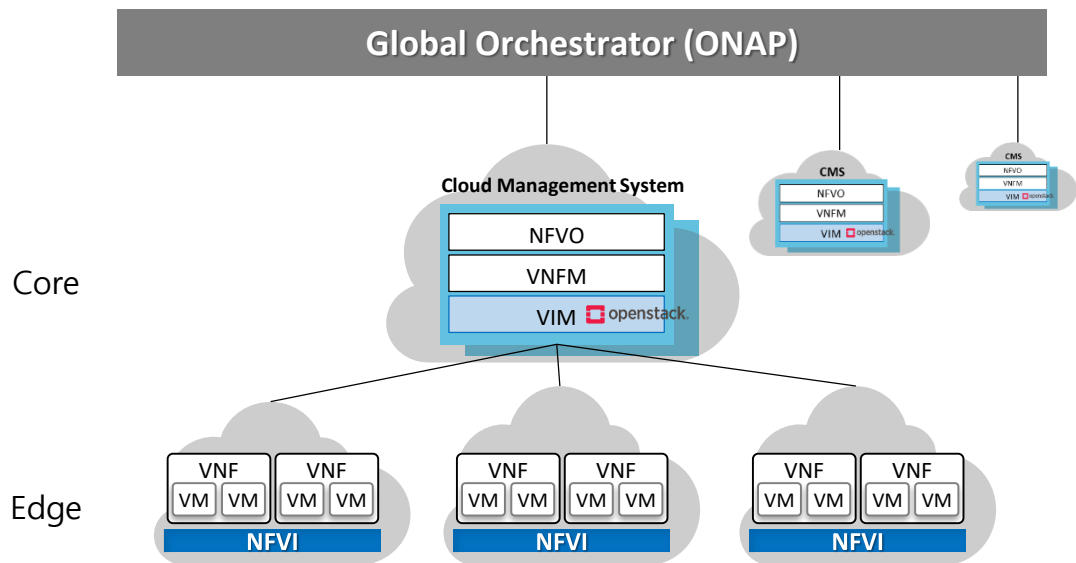 Global Orchestrator (ONAP)
Cloud Management System
NFVO
VNFM
VIM openstack.
CMS
NFVO
VNFM
VIM openstack.
CMS
NFVO
VNFM
VIM openstack.
Core
Edge
VNF VNF
VM VM VM VM
NFVI
VNF VNF
VM VM VM VM
NFVI
VNF VNF
VM VM VM VM
NFVI